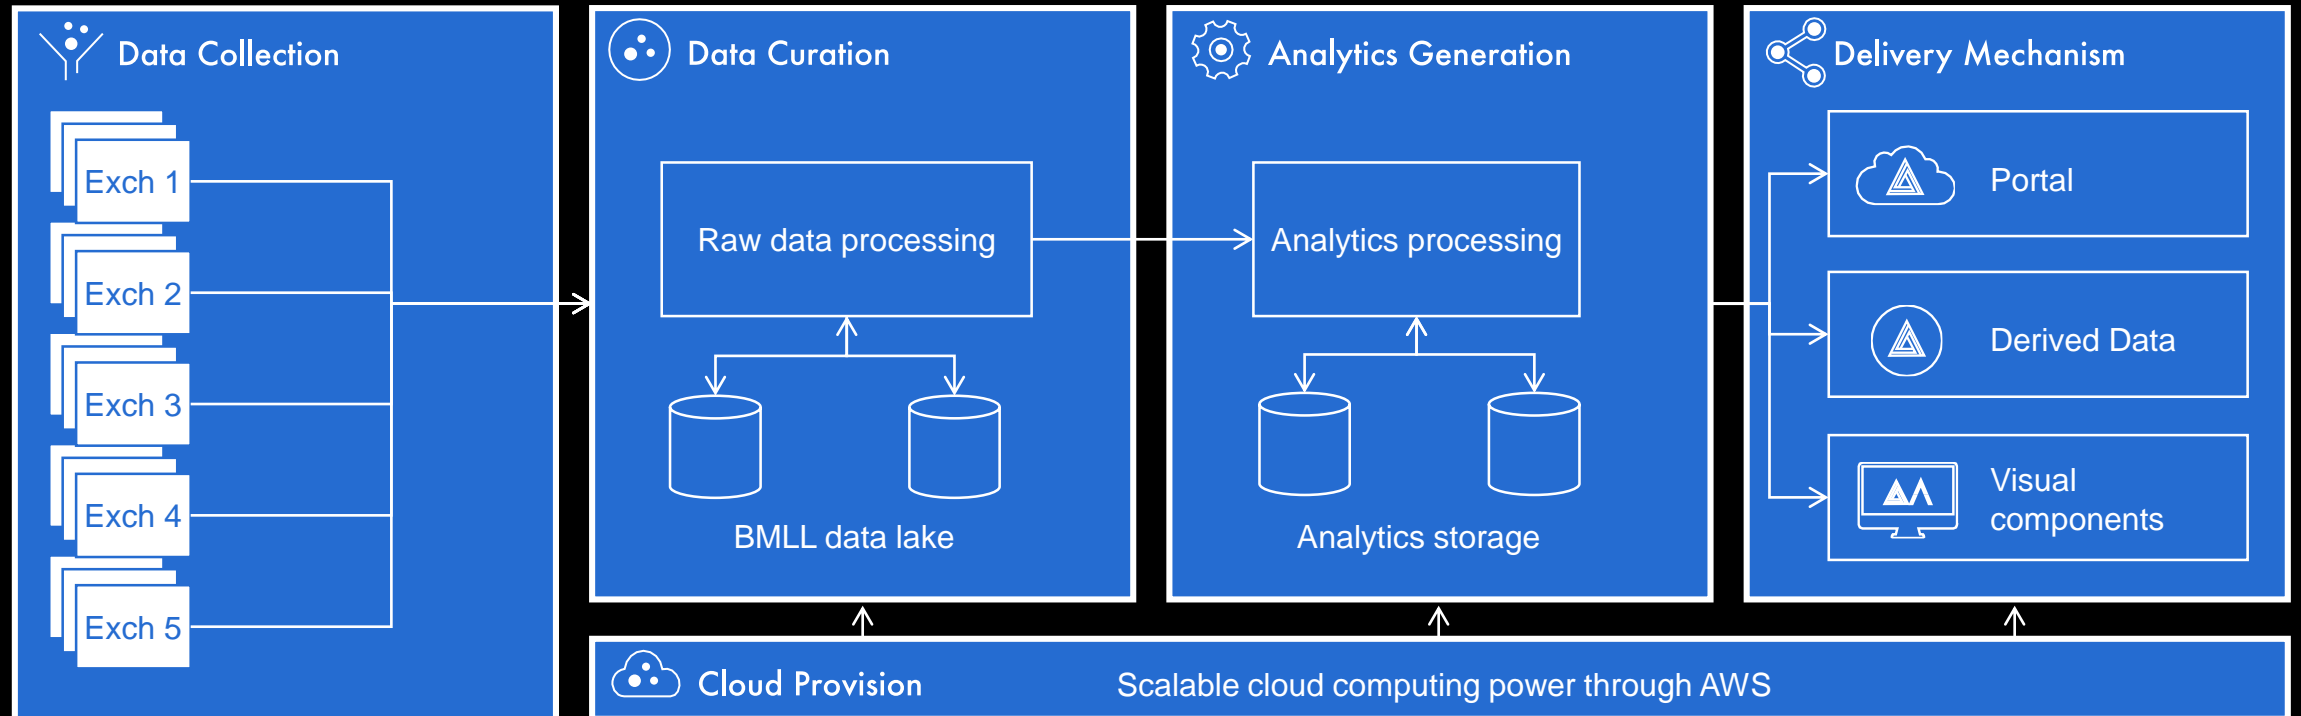 Data Collection
Exch 1
Exch 2
Exch 3
Exch 4
Exch 5
Data Curation
Raw data processing
BMLL data lake
Analytics Generation
Analytics processing
Analytics storage
Delivery Mechanism
Portal
Derived Data
Visual
components
Cloud Provision
Scalable cloud computing power through AWS